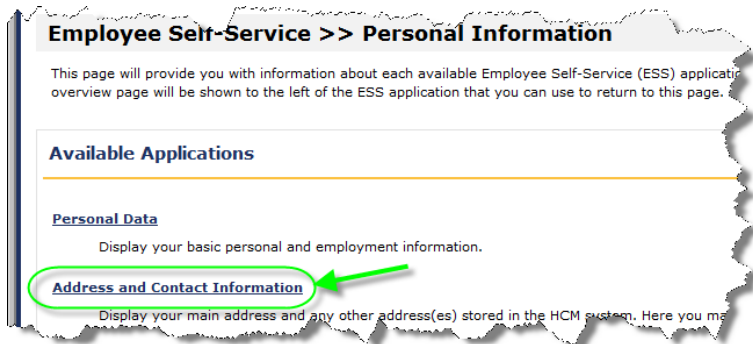 Employee Self-Service >> Personal Information
This page will provide you with information about each available Employee Self-Service (ESS)
overview page will be shown to the left of the ESS application that you can use to return to this page.
Available Applications
Personal Data
Display your basic personal and employment information.
Address and Contact Information
Display your main address and any other address(es) stored in the HCM system. Here you